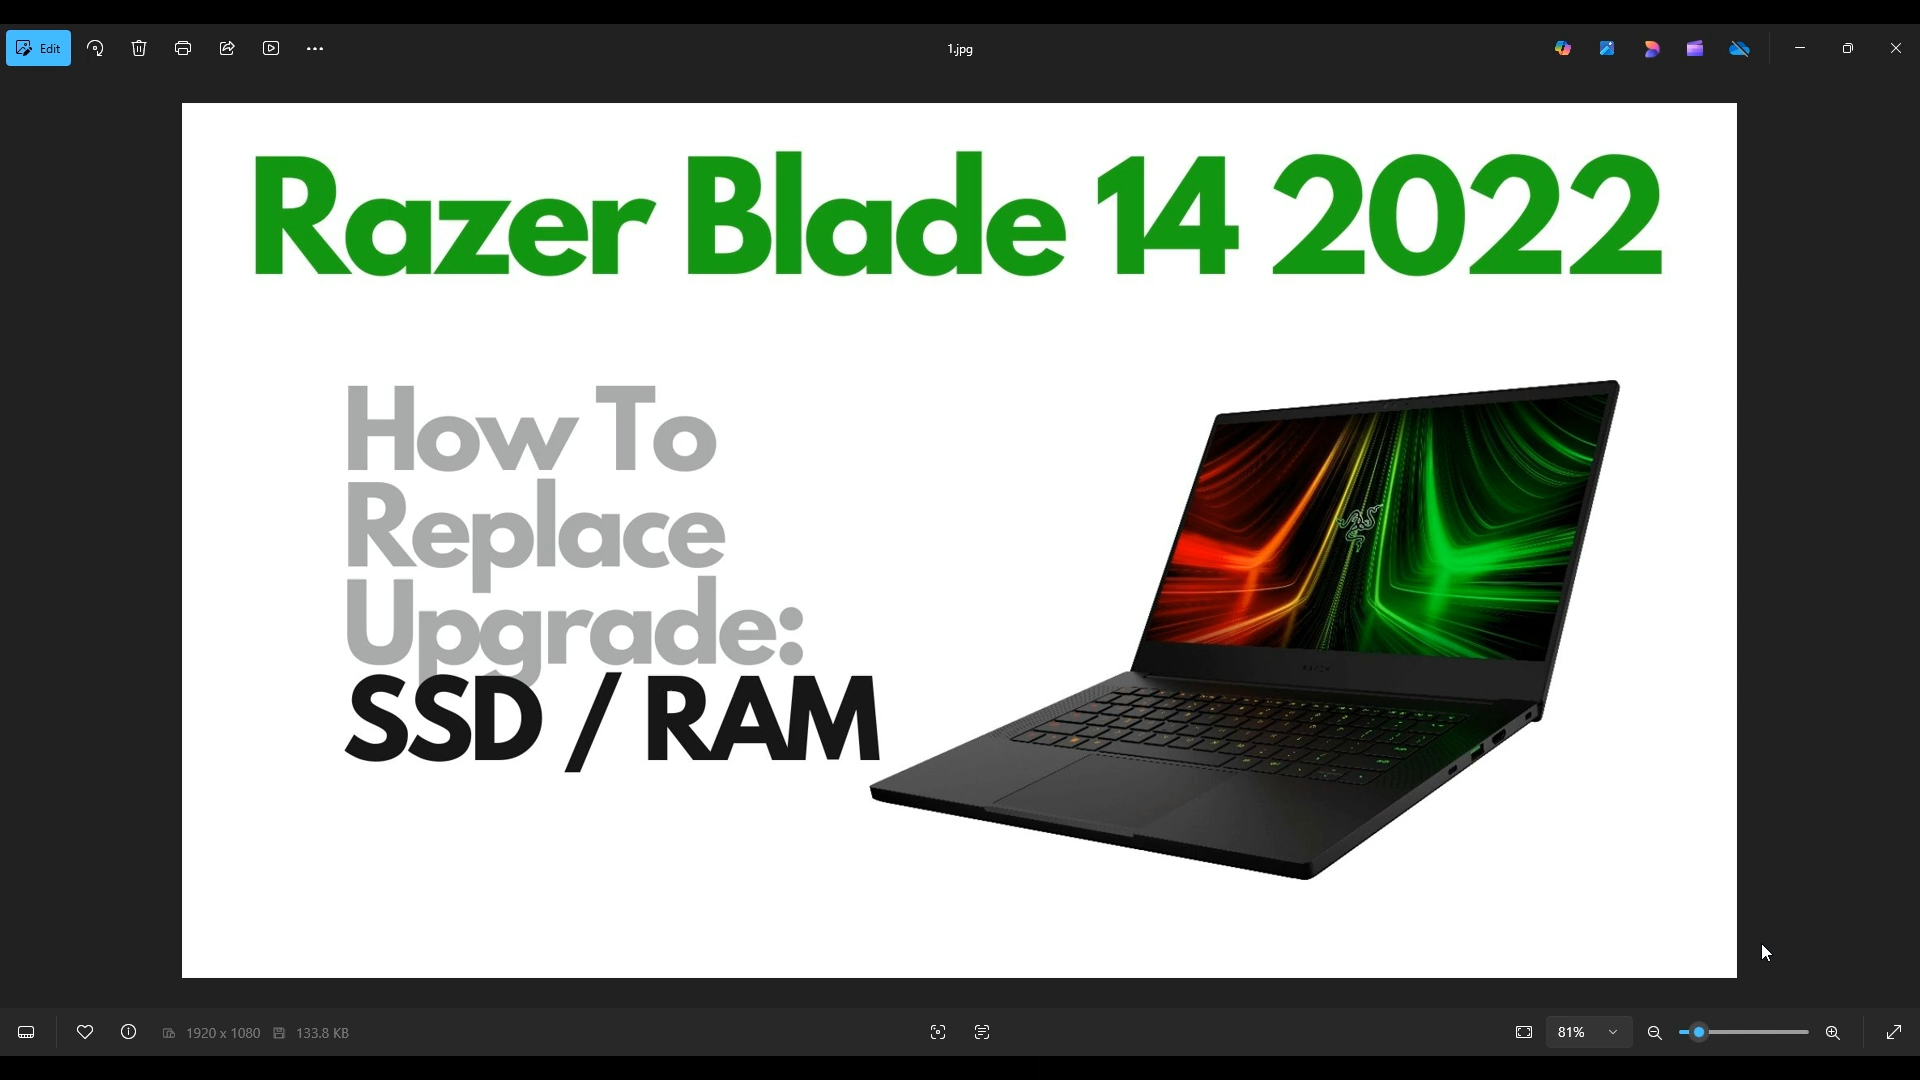 Edit
1.jpg
Razer Blade 14 2022
How To
Replace
Upgrade:
SSD / RAM
RAZER
1920 x 1080
133.8 KB
81%